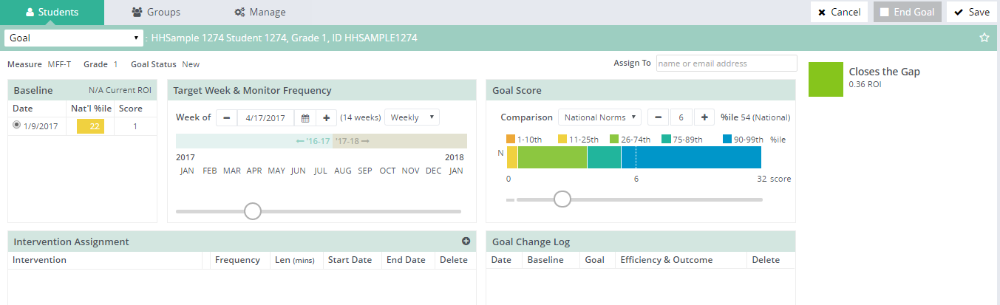 Students Groups Manage Cancel End Goal Save
Goal : HHSample 1274 Student 1274, Grade 1, ID HHSAMPLE1274
Measure MFF-T Grade 1 Goal Status New Assign To name or email address
Closes the Gap
0.36 ROI
Baseline N/A Current ROI
Date Nat'l %ile Score
1/9/2017 22 1
Target Week & Monitor Frequency
Week of − 4/17/2017 + (14 weeks) Weekly
← '16-17 '17-18 →
2017 2018
JAN FEB MAR APR MAY JUN JUL AUG SEP OCT NOV DEC JAN
Goal Score
Comparison National Norms − 6 + %ile 54 (National)
1-10th 11-25th 26-74th 75-89th 90-99th %ile
N
0 6 32 score
Intervention Assignment
Intervention Frequency Len (mins) Start Date End Date Delete
Goal Change Log
Date Baseline Goal Efficiency & Outcome Delete